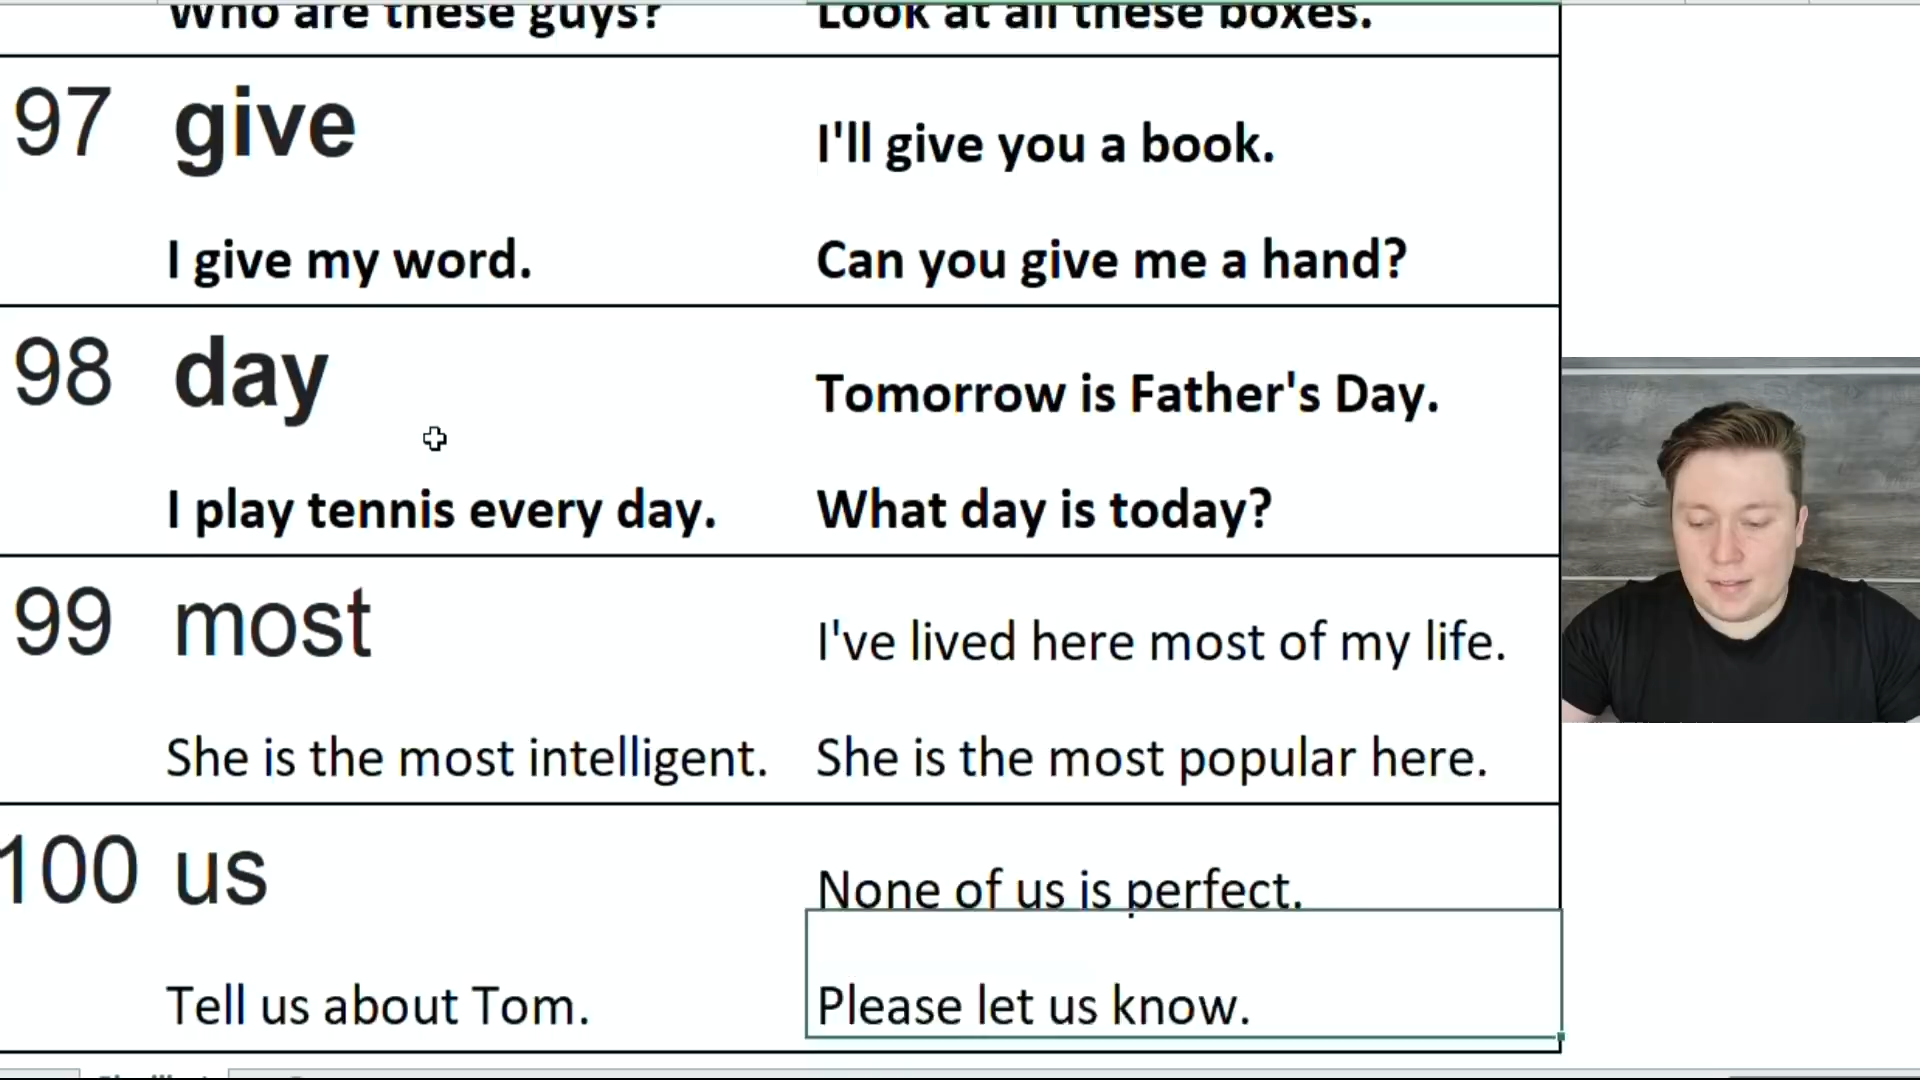 Who are these guys? Look at all these boxes.
97 give I'll give you a book.
I give my word. Can you give me a hand?
98 day Tomorrow is Father's Day.
I play tennis every day. What day is today?
99 most I've lived here most of my life.
She is the most intelligent. She is the most popular here.
100 us None of us is perfect.
Tell us about Tom. Please let us know.